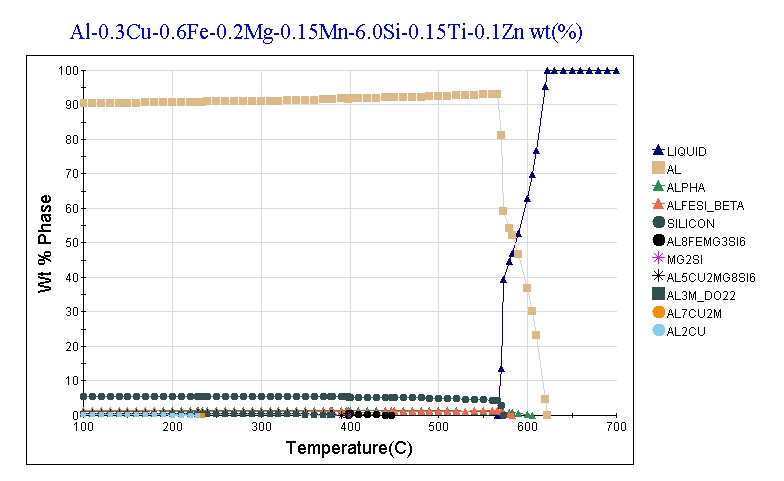 Al-0.3Cu-0.6Fe-0.2Mg-0.15Mn-6.0Si-0.15Ti-0.1Zn wt(%)
100
90
80
70
60
50
40
30
20
10
0
Wt % Phase
100 200 300 400 500 600 700
Temperature(C)
LIQUID
AL
ALPHA
ALFESI_BETA
SILICON
AL8FEMG3SI6
MG2SI
AL5CU2MG8SI6
AL3M_DO22
AL7CU2M
AL2CU